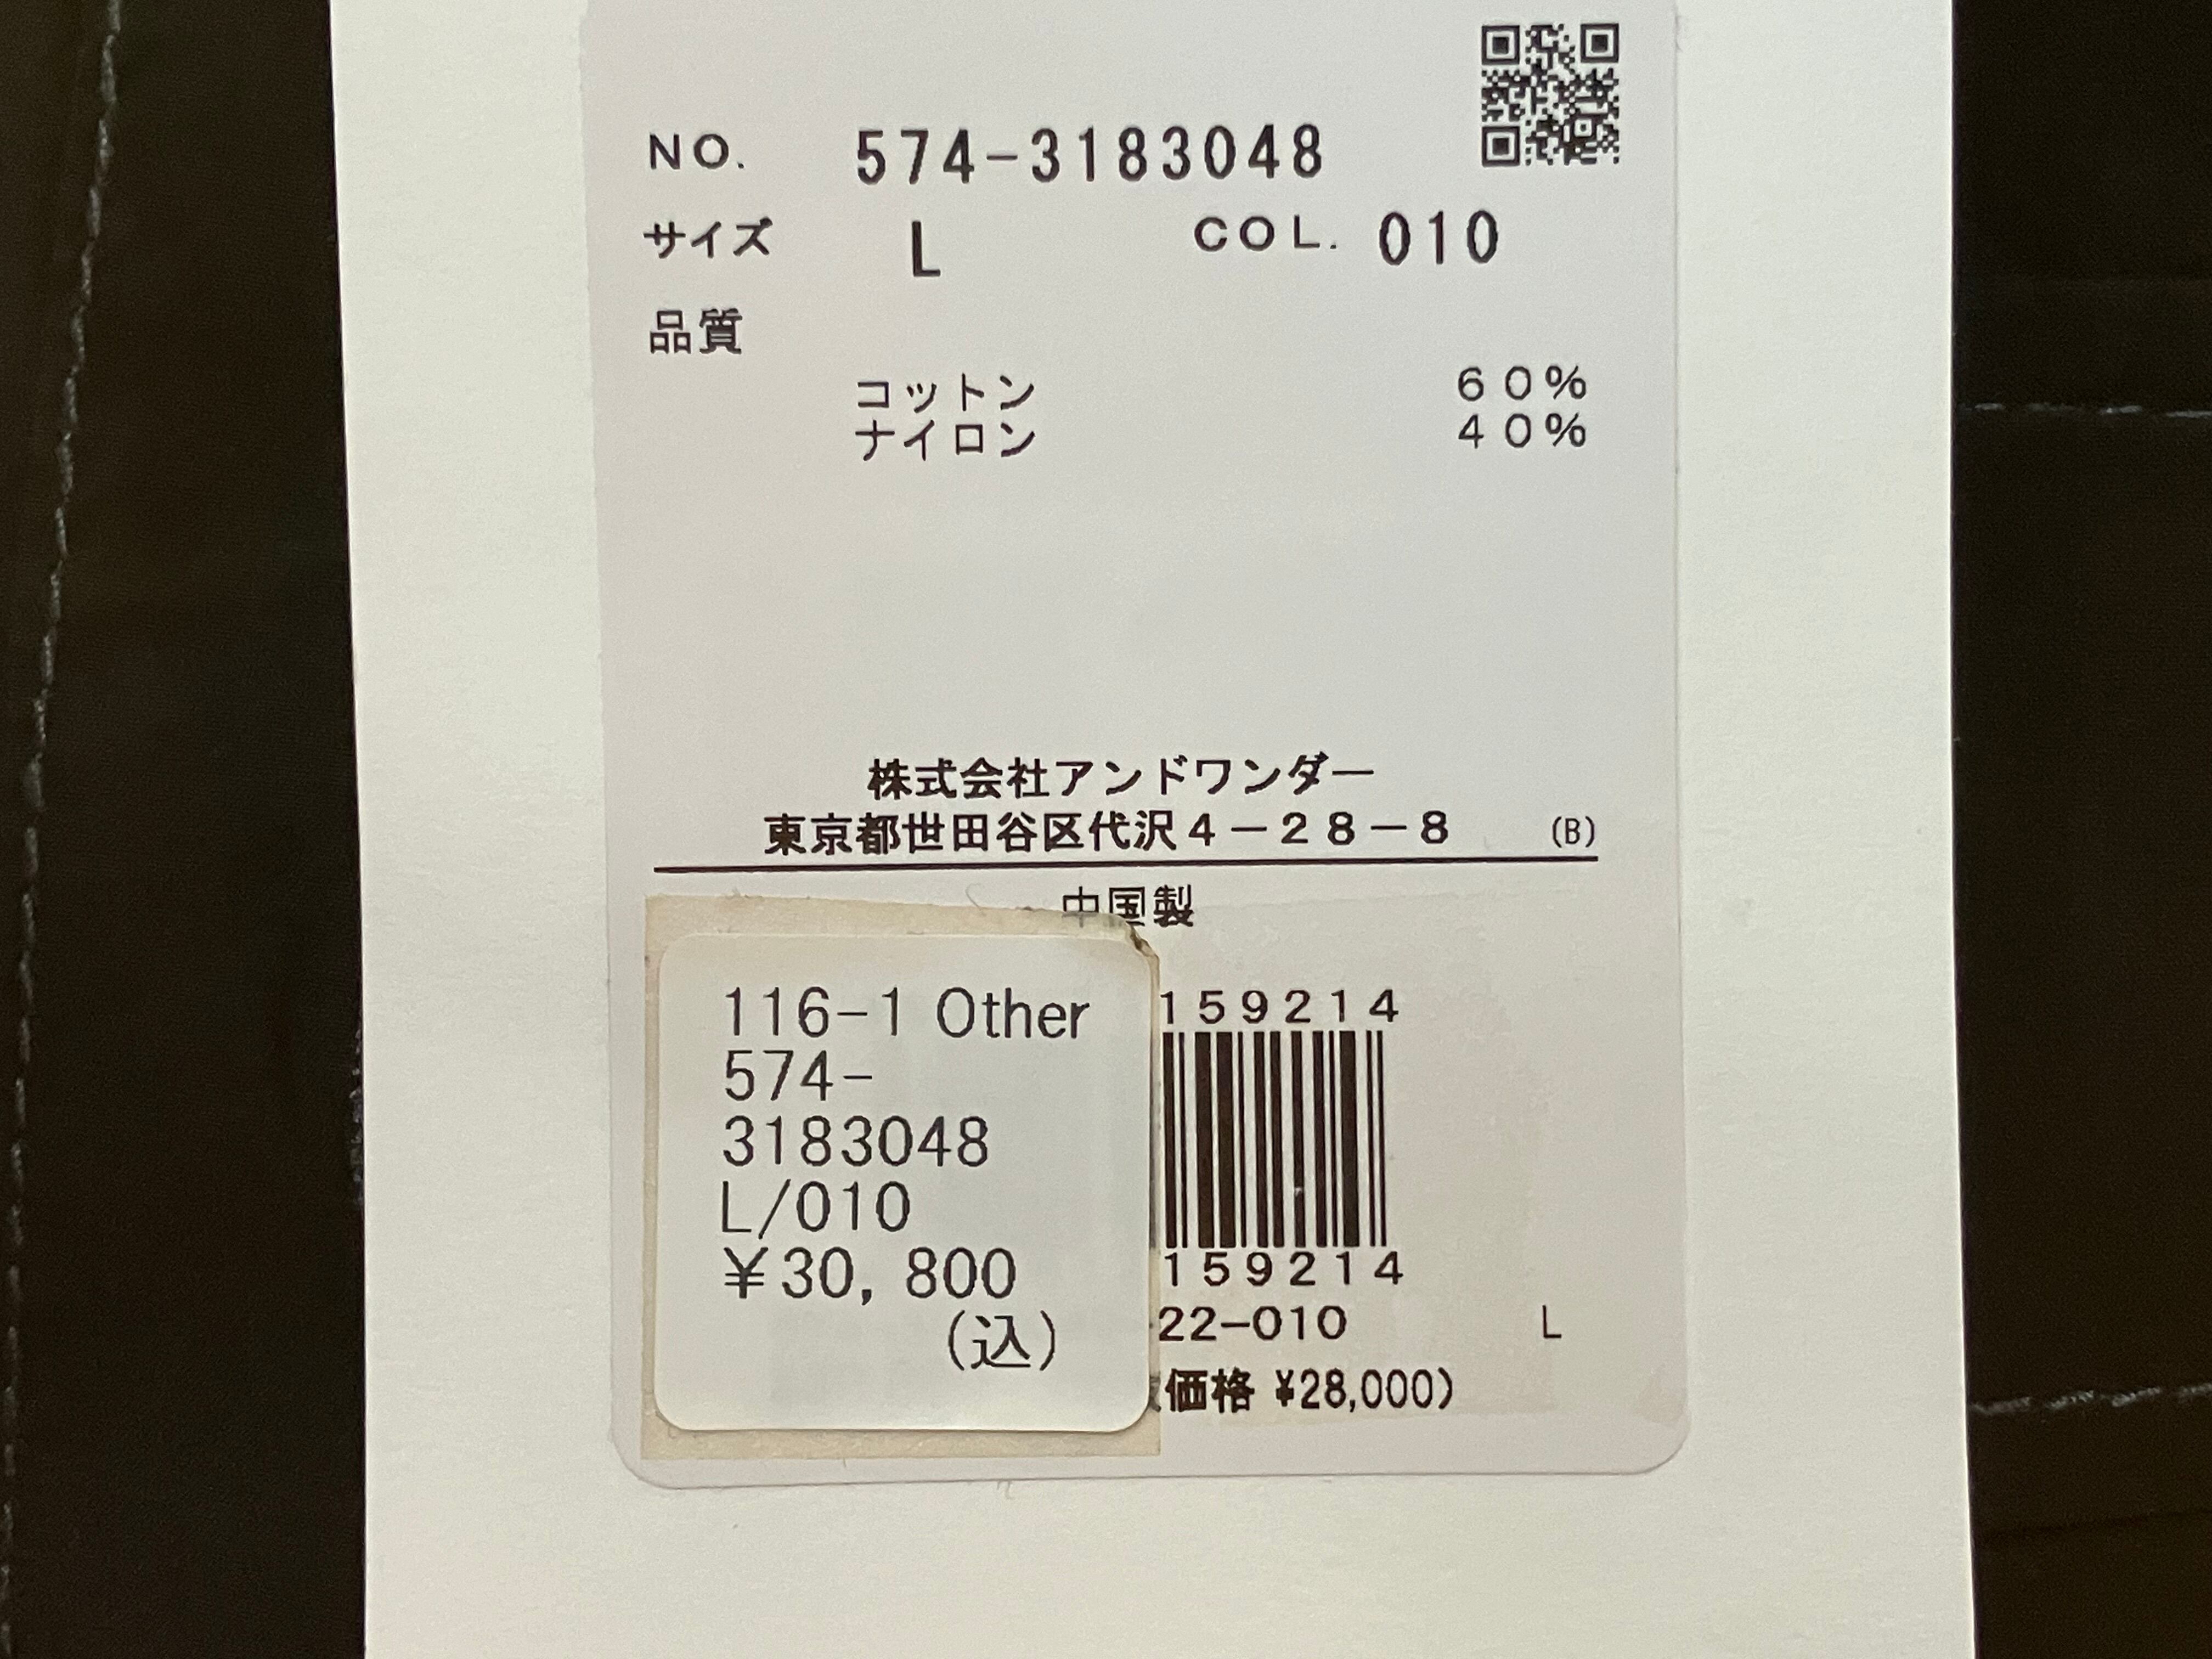 NO. 574-3183048
サイズ L COL. 010
品質
コットン 60%
ナイロン 40%
株式会社アンドワンダー
東京都世田谷区代沢4-28-8 (B)
中国製
116-1 Other
574-
3183048
L/010
¥30,800
(込)
159214
159214
22-010 L
価格 ¥28,000)